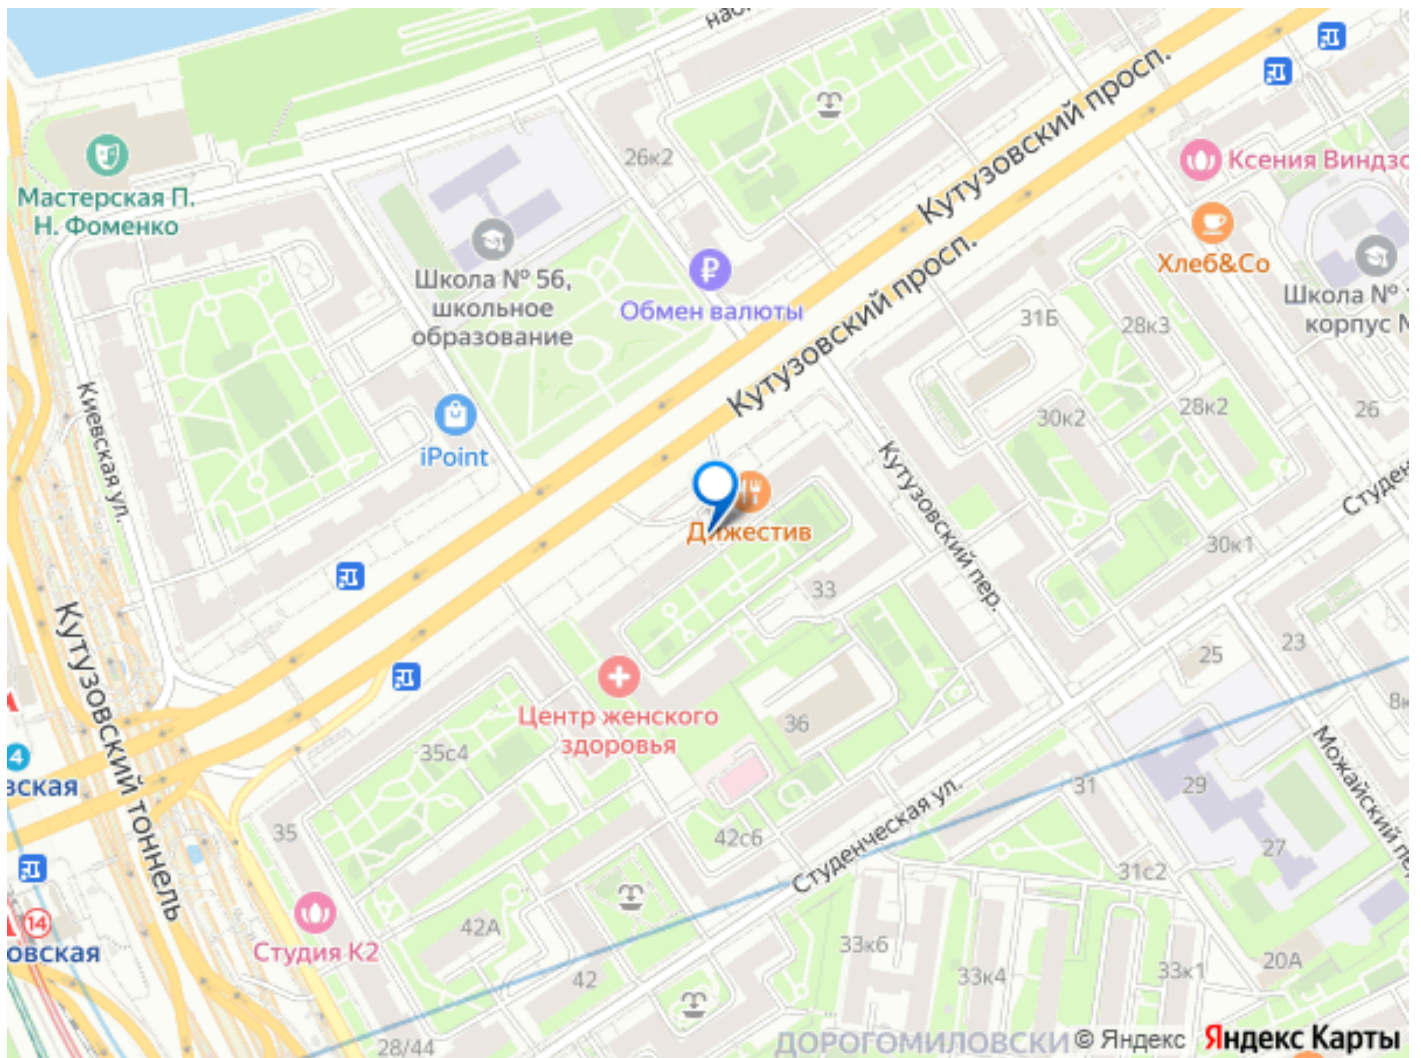 наб
Кутузовский просп.
26к2
Ксения Виндзо
Мастерская П.
Н. Фоменко
Школа № 56,
школьное
образование
Обмен валюты
Кутузовский просп.
Хлеб&Co
Школа №
корпус
31Б
28к3
30к2
28к2
26
Киевская ул.
iPoint
Кутузовский пер.
Студен
Дижестив
30к1
33
23
25
Кутузовский тоннель
Центр женского
здоровья
36
35с4
4
вская
8к
Можайский пер.
31
29
Студенческая ул.
42с6
35
27
31с2
14
овская
42А
Студия К2
33к6
33к4
33к1
20А
42
28/44
ДОРОГОМИЛОВСКИ
© Яндекс Яндекс Карты